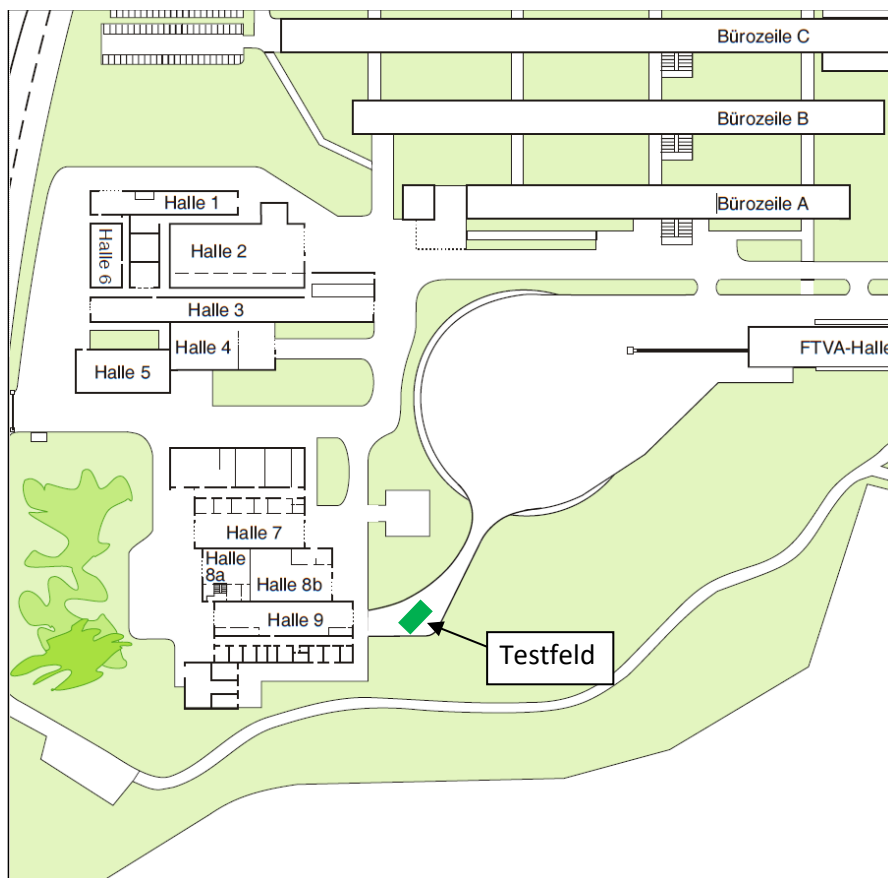 Bürozeile C
Bürozeile B
Halle 1
Bürozeile A
Halle 6
Halle 2
Halle 3
Halle 4
FTVA-Halle
Halle 5
Halle 7
Halle
8a
Halle 8b
Halle 9
Testfeld